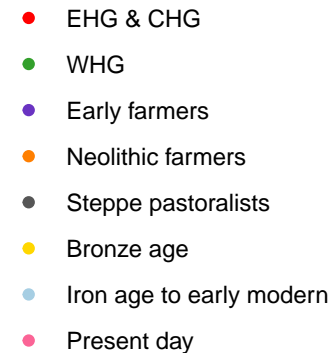 EHG & CHG
WHG
Early farmers
Neolithic farmers
Steppe pastoralists
Bronze age
Iron age to early modern
Present day